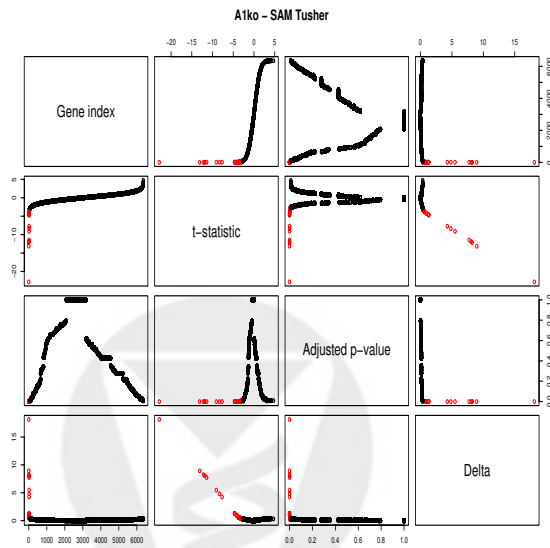 A1ko − SAM Tusher
−20 −15 −10 −5 0 5
0 5 10 15
Gene index
0 2000 4000 6000
−20 −10 0 5
t−statistic
Adjusted p−value
0.0 0.2 0.4 0.6 0.8 1.0
0 5 10 15
Delta
0 1000 2000 3000 4000 5000 6000
0.0 0.2 0.4 0.6 0.8 1.0